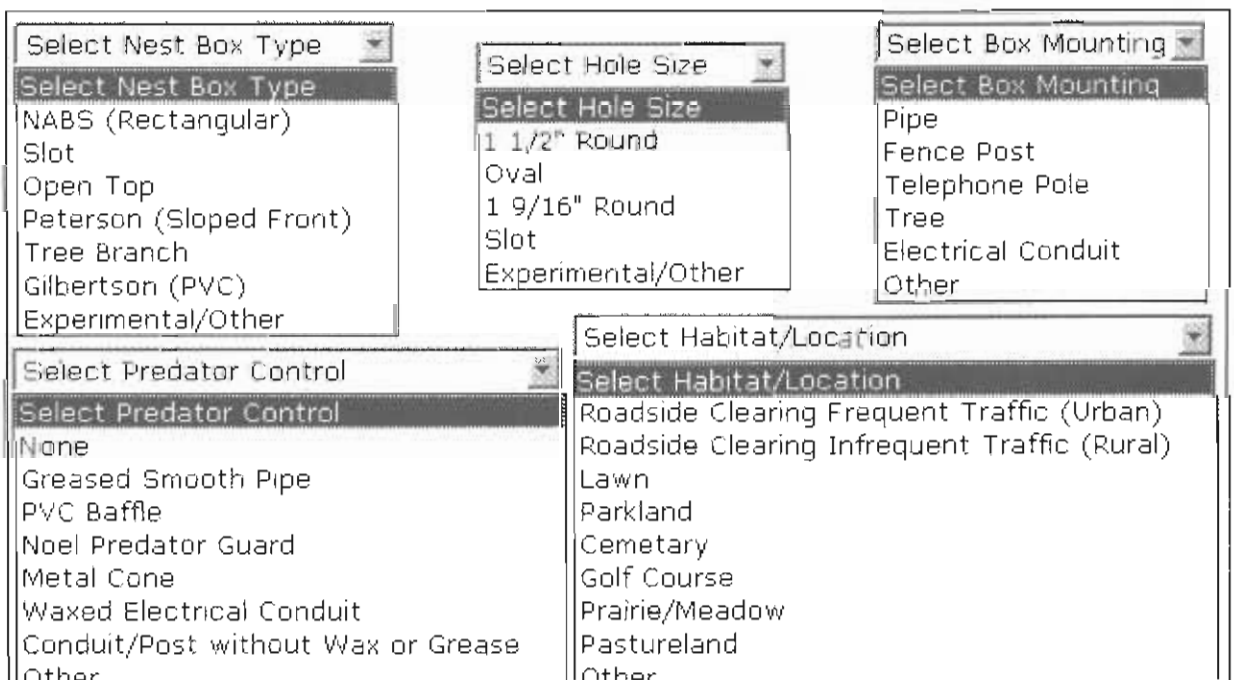 Select Nest Box Type
Select Nest Box Type
NABS (Rectangular)
Slot
Open Top
Peterson (Sloped Front)
Tree Branch
Gilbertson (PVC)
Experimental/Other
Select Hole Size
Select Hole Size
1 1/2" Round
Oval
1 9/16" Round
Slot
Experimental/Other
Select Box Mounting
Select Box Mounting
Pipe
Fence Post
Telephone Pole
Tree
Electrical Conduit
Other
Select Predator Control
Select Predator Control
None
Greased Smooth Pipe
PVC Baffle
Noel Predator Guard
Metal Cone
Waxed Electrical Conduit
Conduit/Post without Wax or Grease
Other
Select Habitat/Location
Select Habitat/Location
Roadside Clearing Frequent Traffic (Urban)
Roadside Clearing Infrequent Traffic (Rural)
Lawn
Parkland
Cemetary
Golf Course
Prairie/Meadow
Pastureland
Other